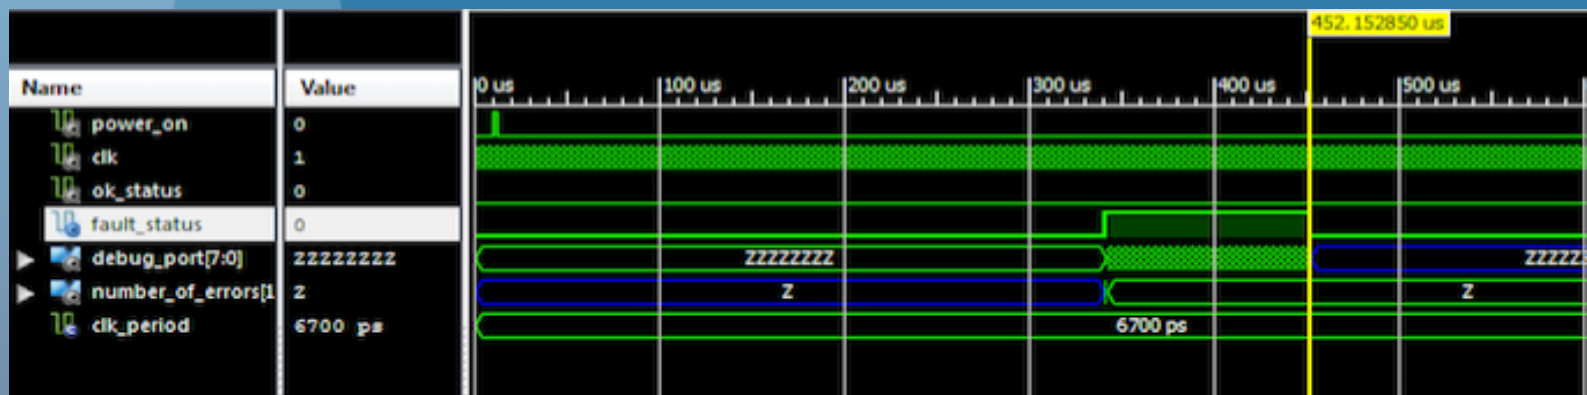 452.152850 us
Name Value 0 us 100 us 200 us 300 us 400 us 500 us
power_on 0
clk 1
ok_status 0
fault_status 0
debug_port[7:0] ZZZZZZZZ ZZZZZZZZ ZZZZZZ
number_of_errors[1 Z Z Z
clk_period 6700 ps 6700 ps